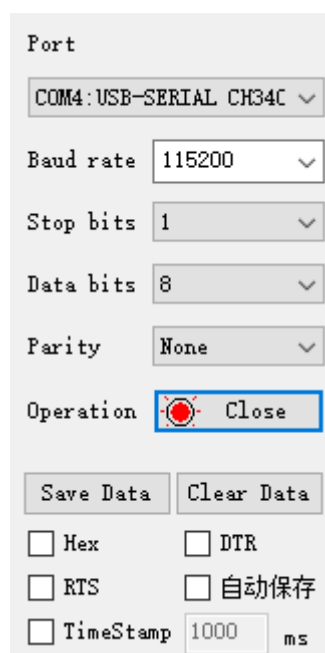 Port
COM4:USB-SERIAL CH34
Baud rate 115200
Stop bits 1
Data bits 8
Parity None
Operation Close
Save Data Clear Data
Hex DTR
RTS 自动保存
TimeStamp 1000 ms